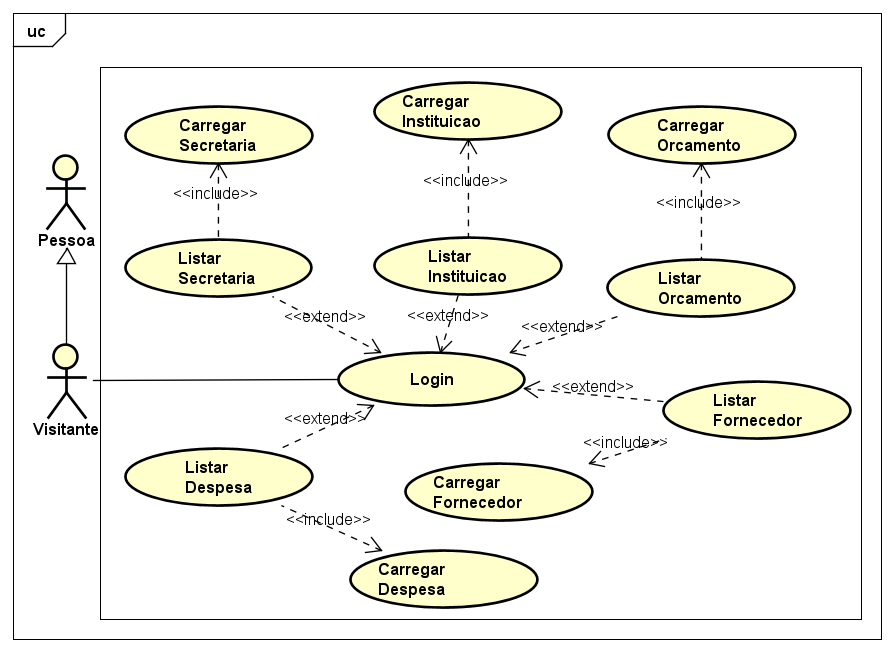 uc
Carregar
Secretaria
Carregar
Instituicao
Carregar
Orcamento
<<include>>
<<include>>
<<include>>
Pessoa
Listar
Secretaria
Listar
Instituicao
Listar
Orcamento
<<extend>>
<<extend>>
<<extend>>
Login
Visitante
<<extend>>
Listar
Fornecedor
<<extend>>
<<include>>
Listar
Despesa
Carregar
Fornecedor
<<include>>
Carregar
Despesa